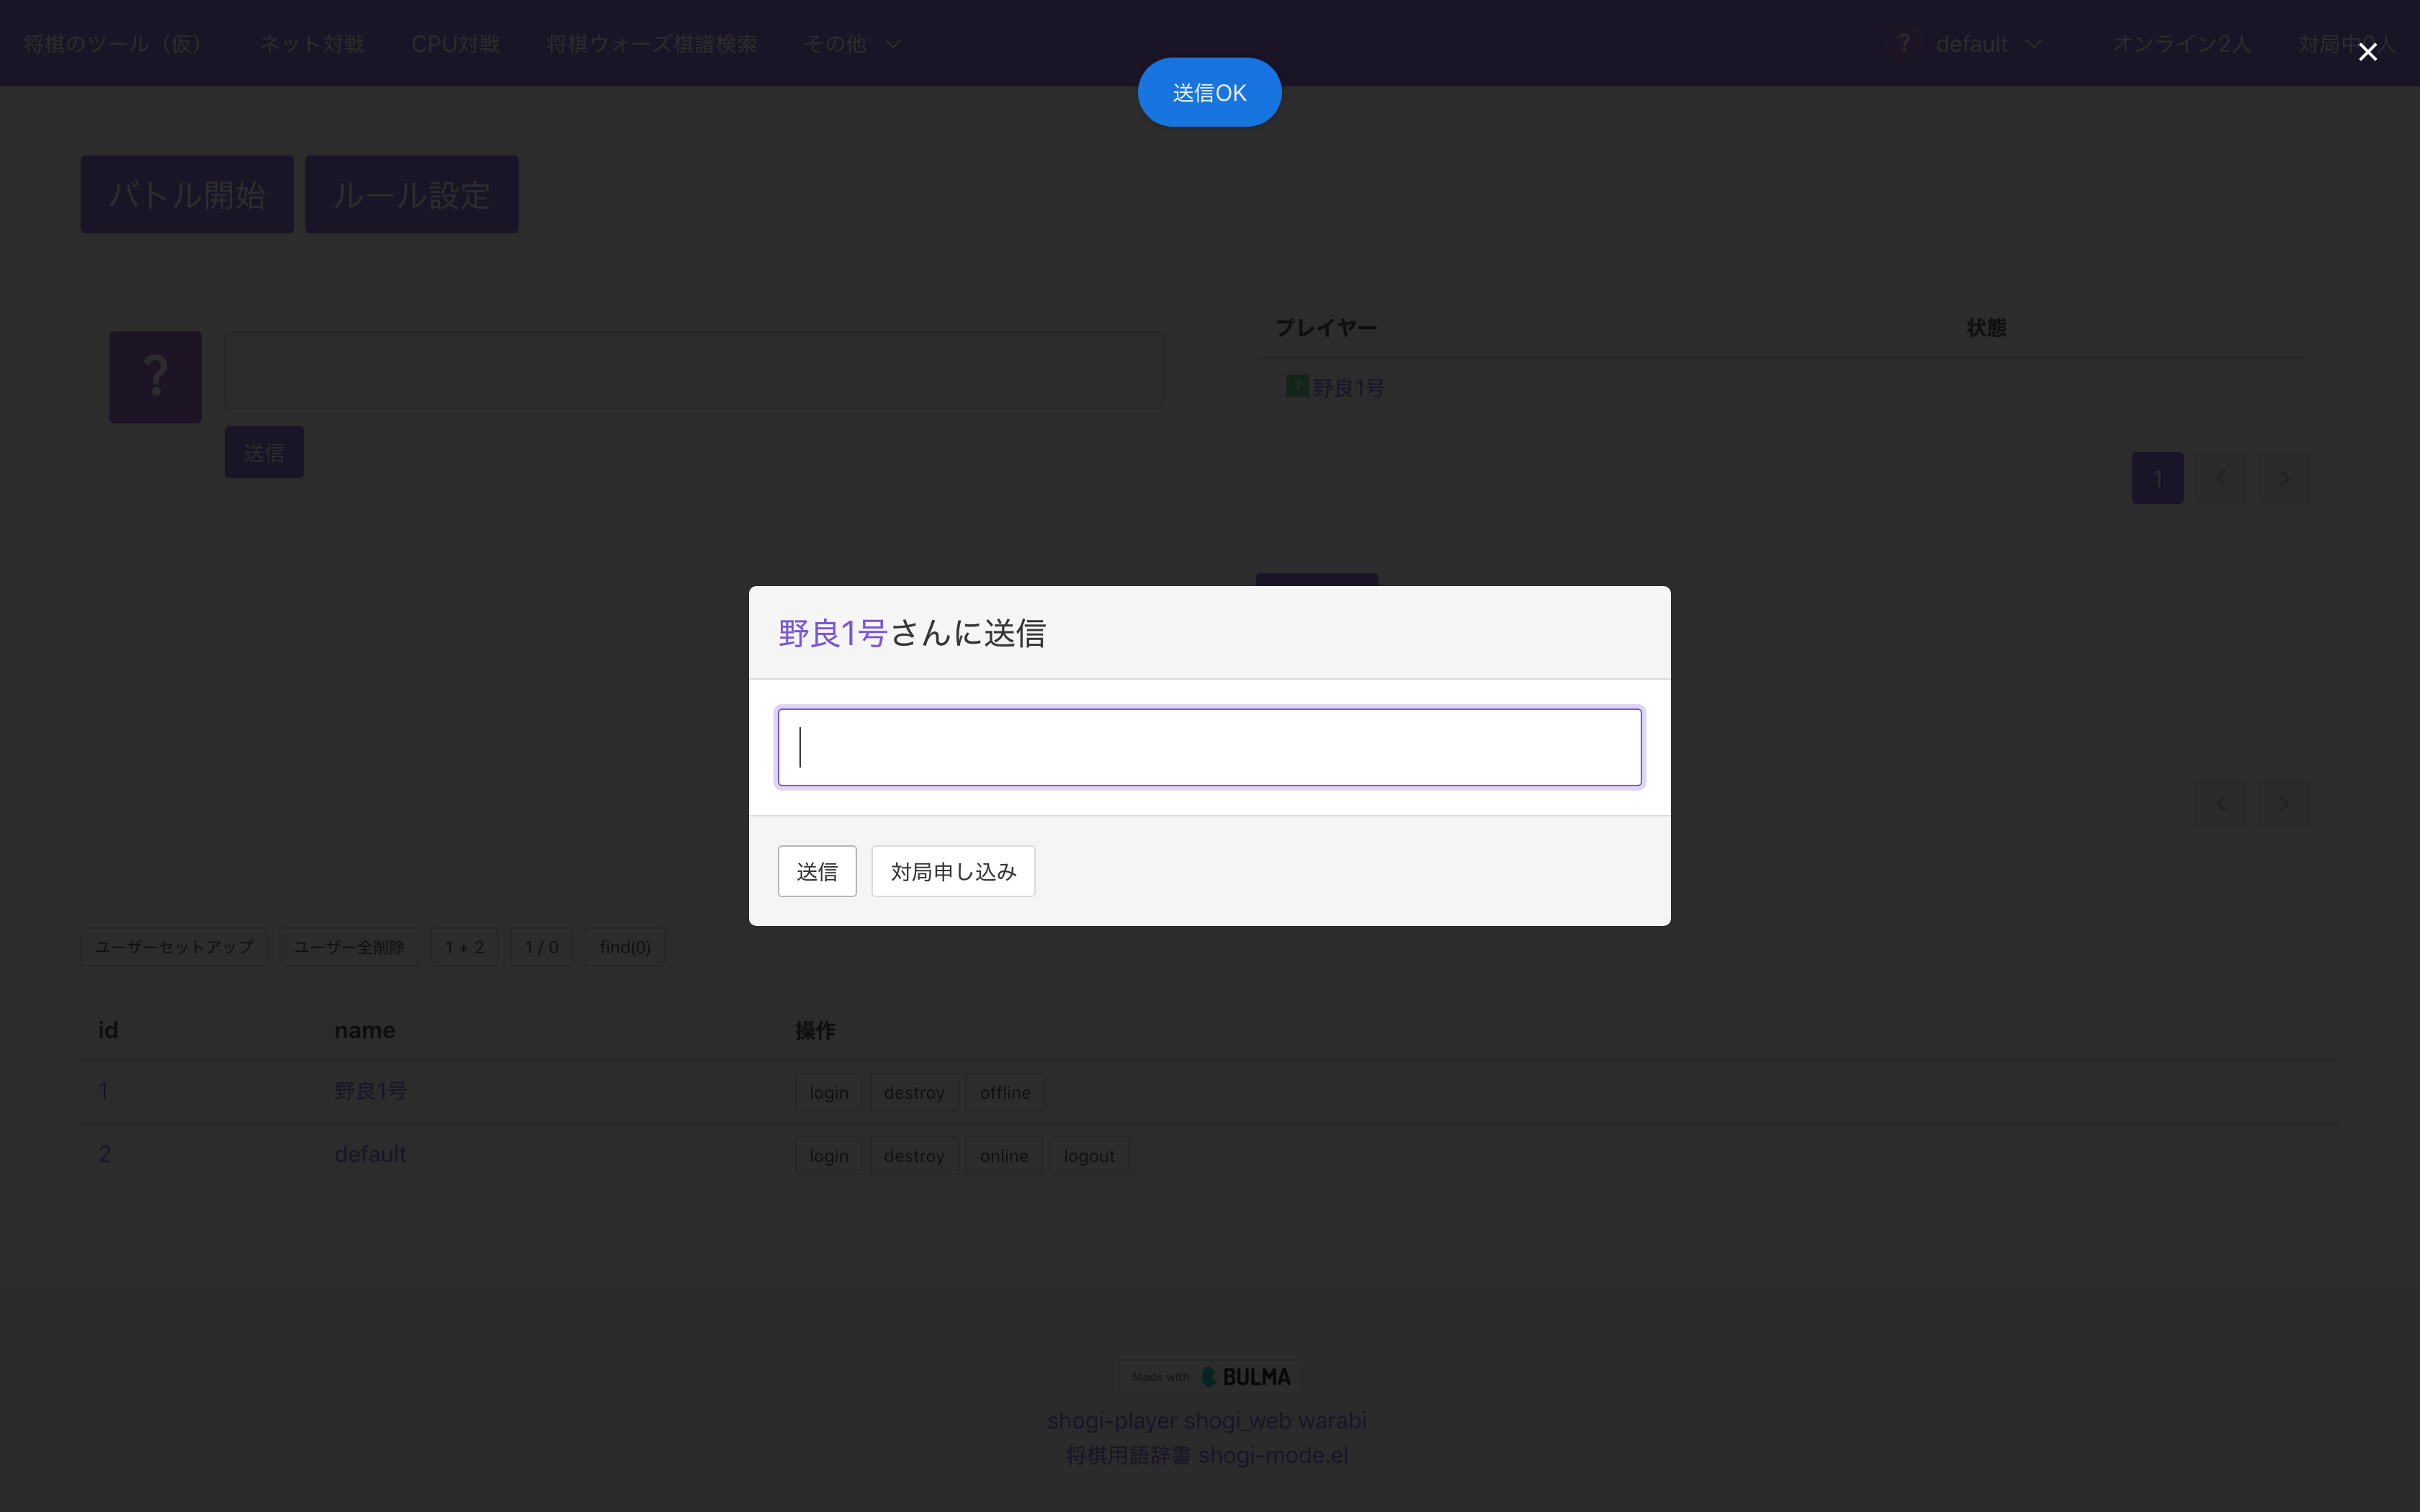 将棋のツール（仮） ネット対戦 CPU対戦 将棋ウォーズ棋譜検索 その他 ? default オンライン2人 対局中0人
送信OK
バトル開始 ルール設定
?
送信
プレイヤー 状態
? 野良1号
1
野良1号さんに送信
送信 対局申し込み
ユーザーセットアップ ユーザー全削除 1 + 2 1 / 0 find(0)
id name 操作
1 野良1号 login destroy offline
2 default login destroy online logout
Made with BULMA
shogi-player shogi_web warabi
将棋用語辞書 shogi-mode.el